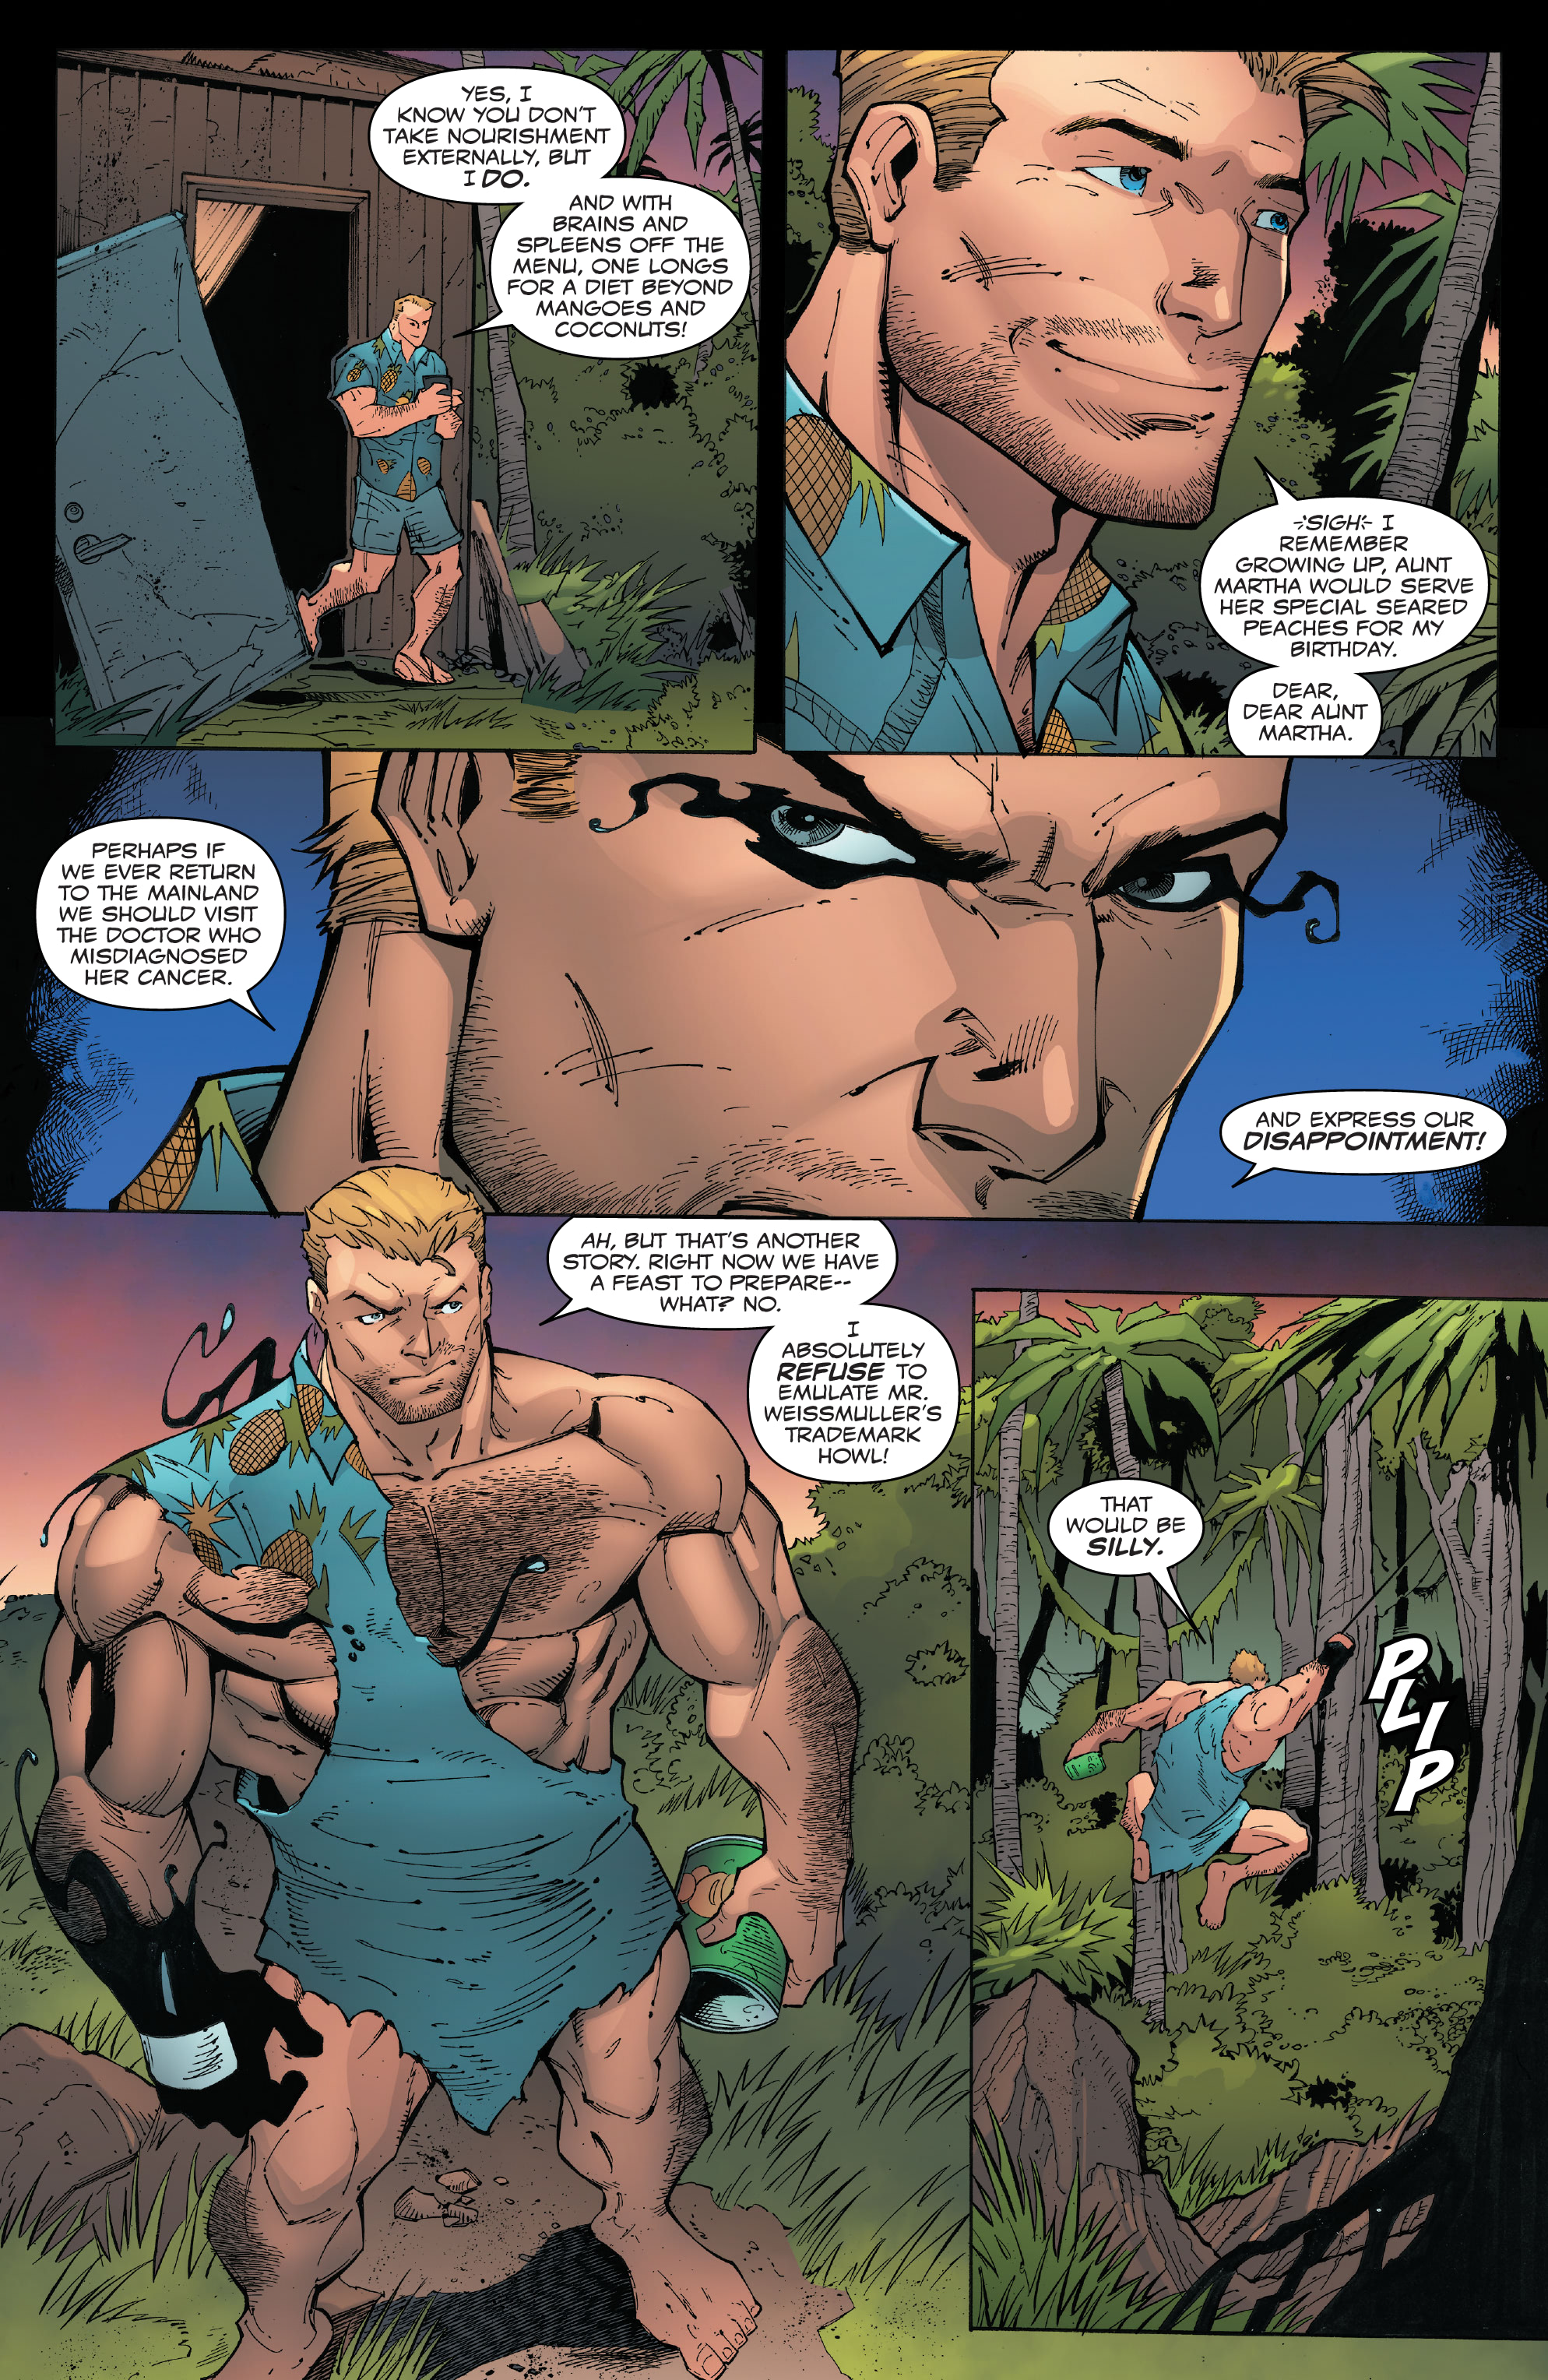 YES, I
KNOW YOU DON'T
TAKE NOURISHMENT
EXTERNALLY, BUT
I DO.
AND WITH
BRAINS AND
SPLEENS OFF THE
MENU, ONE LONGS
FOR A DIET BEYOND
MANGOES AND
COCONUTS!
-:'SIGH:- I
REMEMBER
GROWING UP, AUNT
MARTHA WOULD SERVE
HER SPECIAL SEARED
PEACHES FOR MY
BIRTHDAY.
DEAR,
DEAR AUNT
MARTHA.
PERHAPS IF
WE EVER RETURN
TO THE MAINLAND
WE SHOULD VISIT
THE DOCTOR WHO
MISDIAGNOSED
HER CANCER.
AND EXPRESS OUR
DISAPPOINTMENT!
AH, BUT THAT'S ANOTHER
STORY. RIGHT NOW WE HAVE
A FEAST TO PREPARE--
WHAT? NO.
I
ABSOLUTELY
REFUSE TO
EMULATE MR.
WEISSMULLER'S
TRADEMARK
HOWL!
THAT
WOULD BE
SILLY.
PLIP